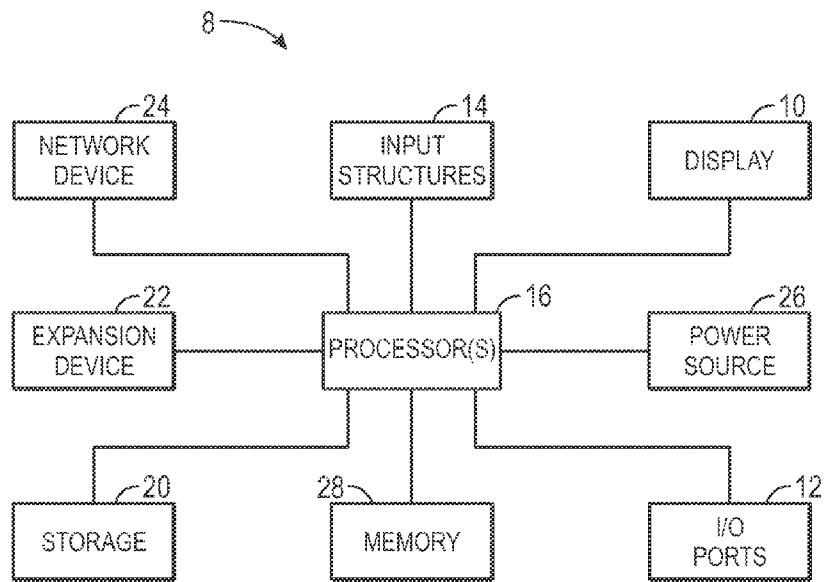 8
24
14
10
NETWORK
DEVICE
INPUT
STRUCTURES
DISPLAY
22
16
26
EXPANSION
DEVICE
PROCESSOR(S)
POWER
SOURCE
20
28
12
STORAGE
MEMORY
I/O
PORTS